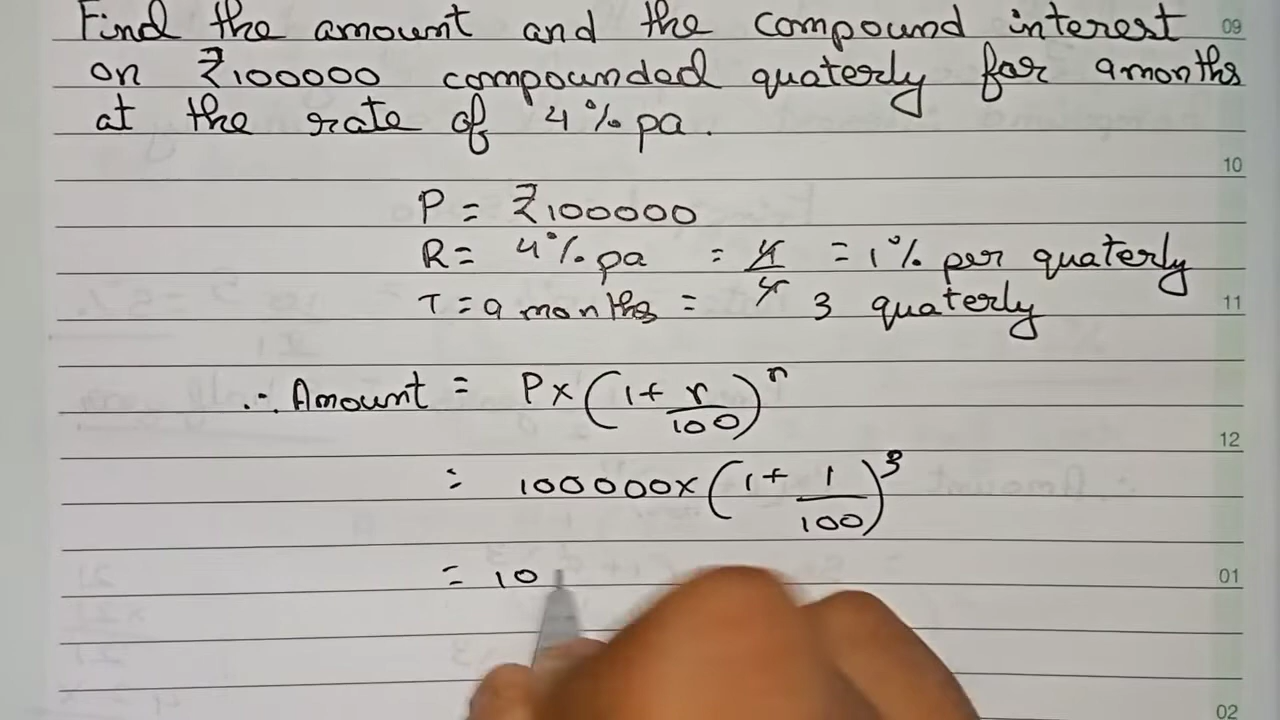 Find the amount and the compound interest
09
on ₹100000 compounded quaterly for 9months
at the rate of 4% pa.
10
P = ₹100000
R = 4% pa = 4/4 = 1% per quaterly
T = 9 months = 3 quaterly
11
∴ Amount = P×(1+r/100)^n
12
= 100000×(1+1/100)^3
= 10
01
02